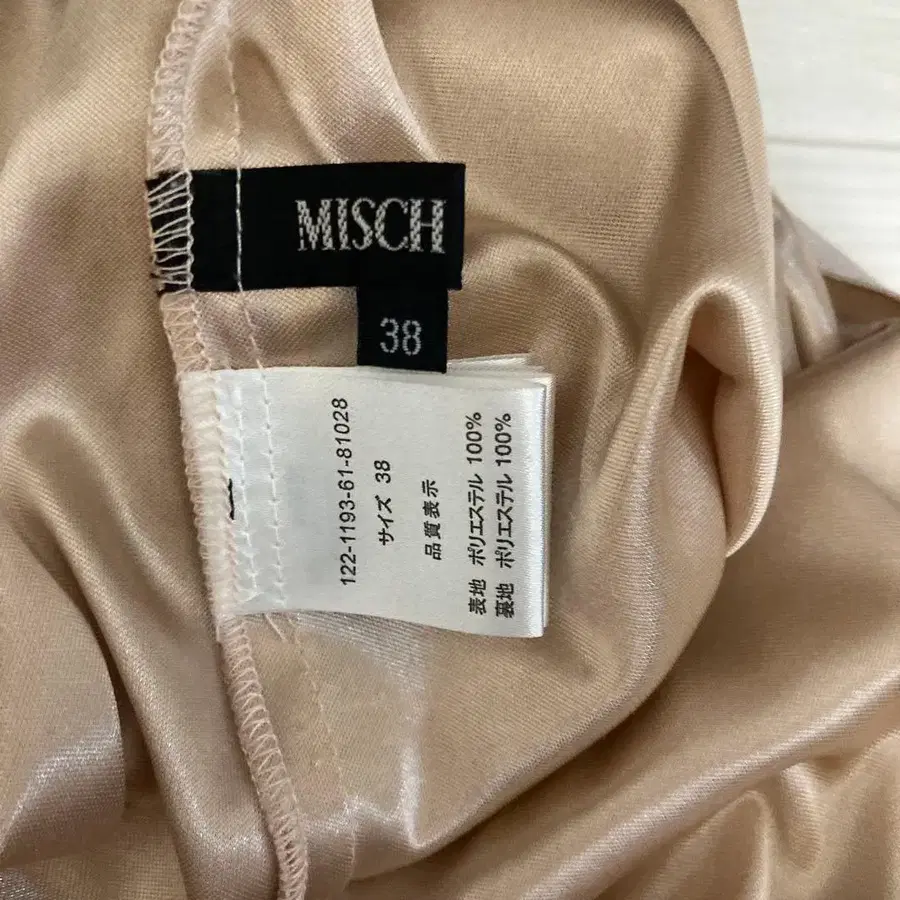 MISCH
38
122-1193-61-81028
サイズ 38
品質表示
表地 ポリエステル 100%
裏地 ポリエステル 100%